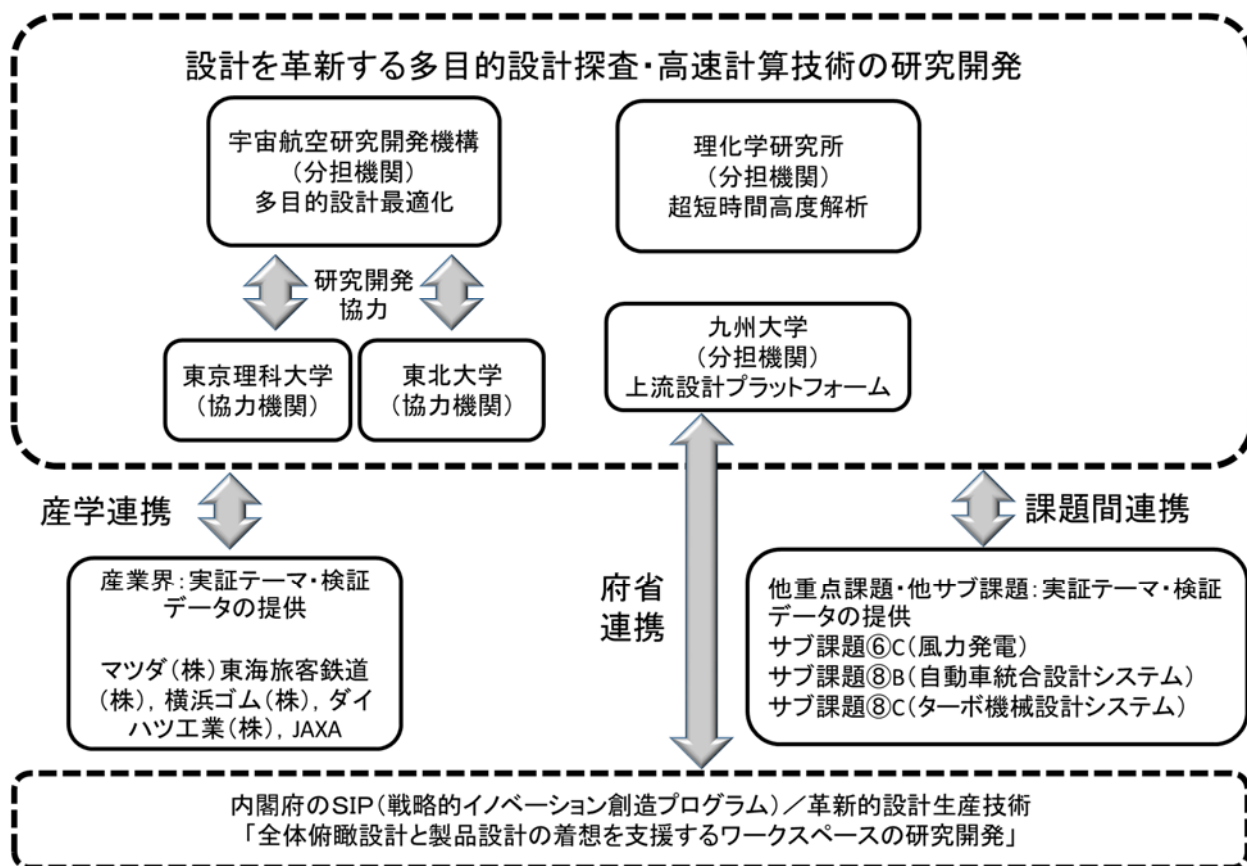 設計を革新する多目的設計探査・高速計算技術の研究開発
宇宙航空研究開発機構
(分担機関)
多目的設計最適化
理化学研究所
(分担機関)
超短時間高度解析
研究開発
協力
東京理科大学
(協力機関)
東北大学
(協力機関)
九州大学
(分担機関)
上流設計プラットフォーム
産学連携
課題間連携
産業界:実証テーマ・検証
データの提供
マツダ(株)東海旅客鉄道
(株), 横浜ゴム(株), ダイ
ハツ工業(株), JAXA
府省
連携
他重点課題・他サブ課題:実証テーマ・検証
データの提供
サブ課題⑥C(風力発電)
サブ課題⑧B(自動車統合設計システム)
サブ課題⑧C(ターボ機械設計システム)
内閣府のSIP(戦略的イノベーション創造プログラム)/革新的設計生産技術
「全体俯瞰設計と製品設計の着想を支援するワークスペースの研究開発」